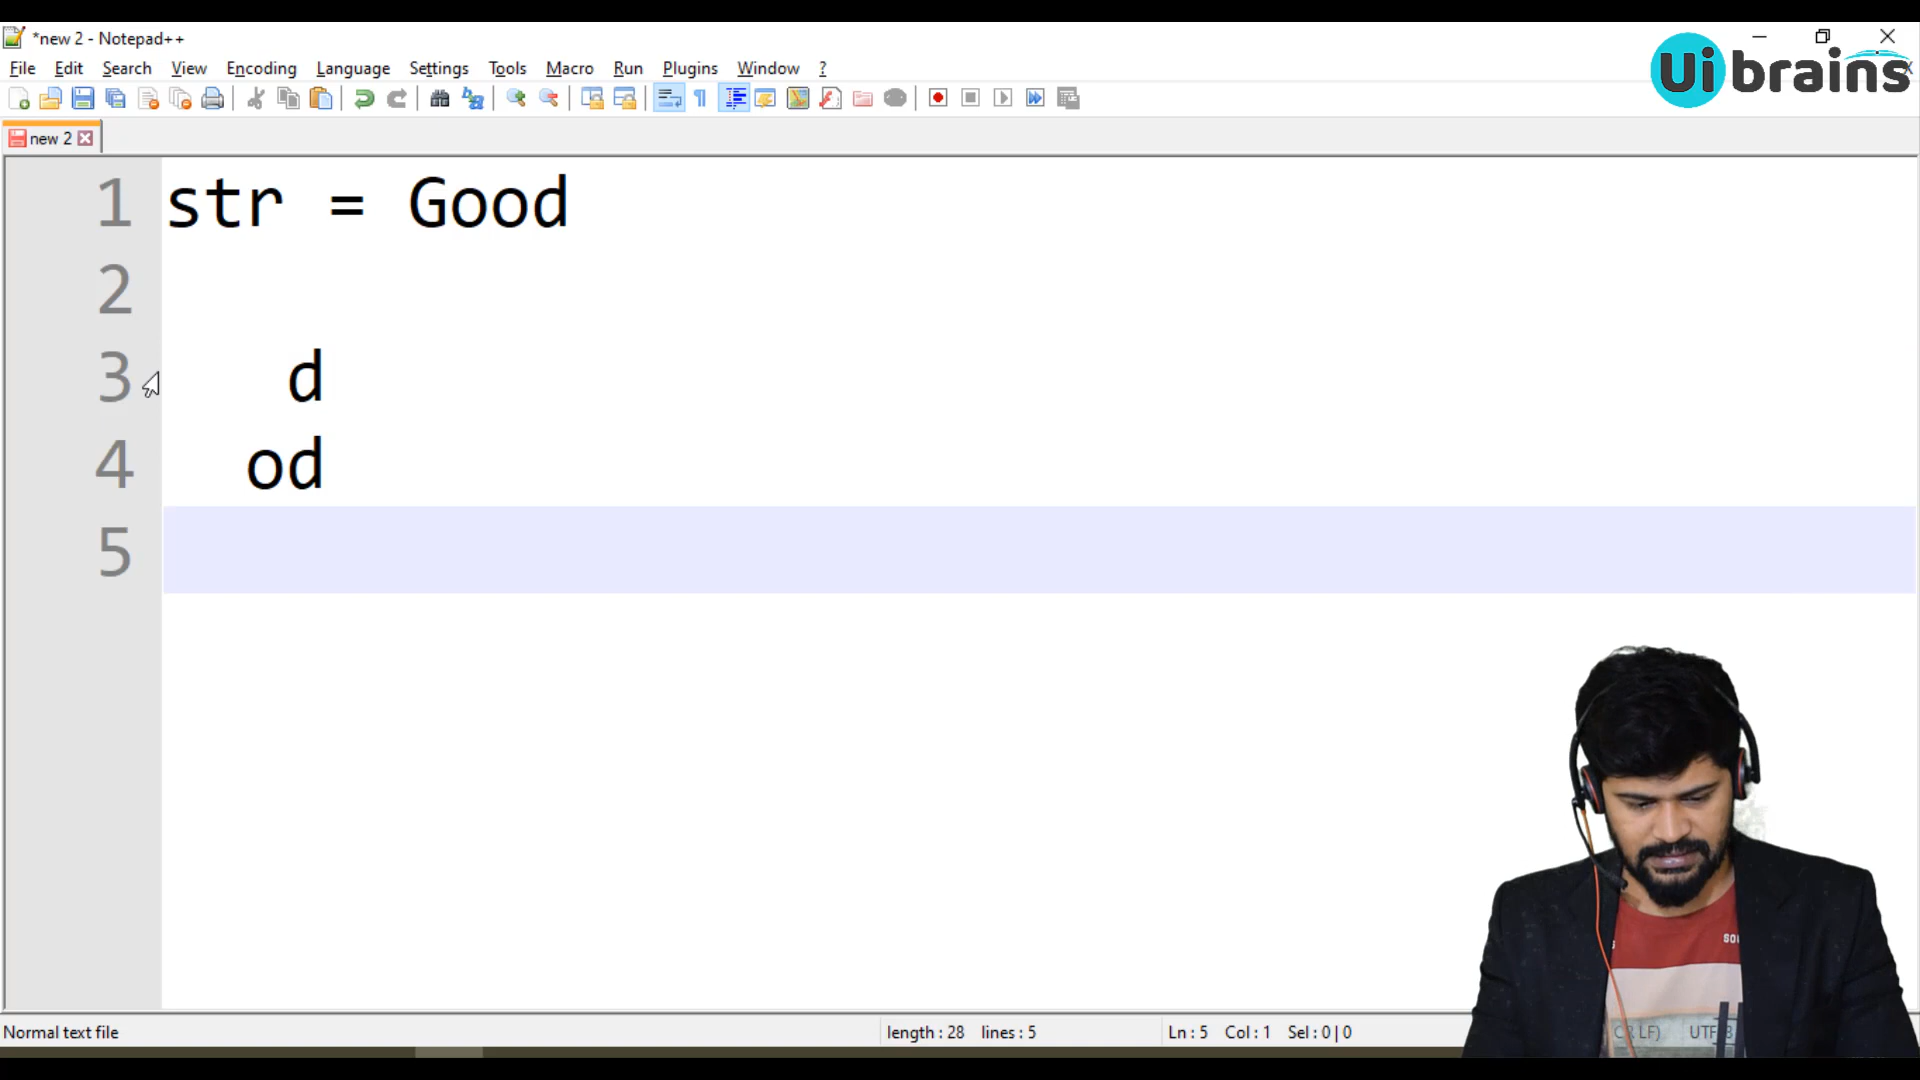 *new 2 - Notepad++
File Edit Search View Encoding Language Settings Tools Macro Run Plugins Window ?
Ui brains
new 2
1 str = Good
2
3 d
4 od
5
Normal text file length : 28 lines : 5 Ln : 5 Col : 1 Sel : 0 | 0